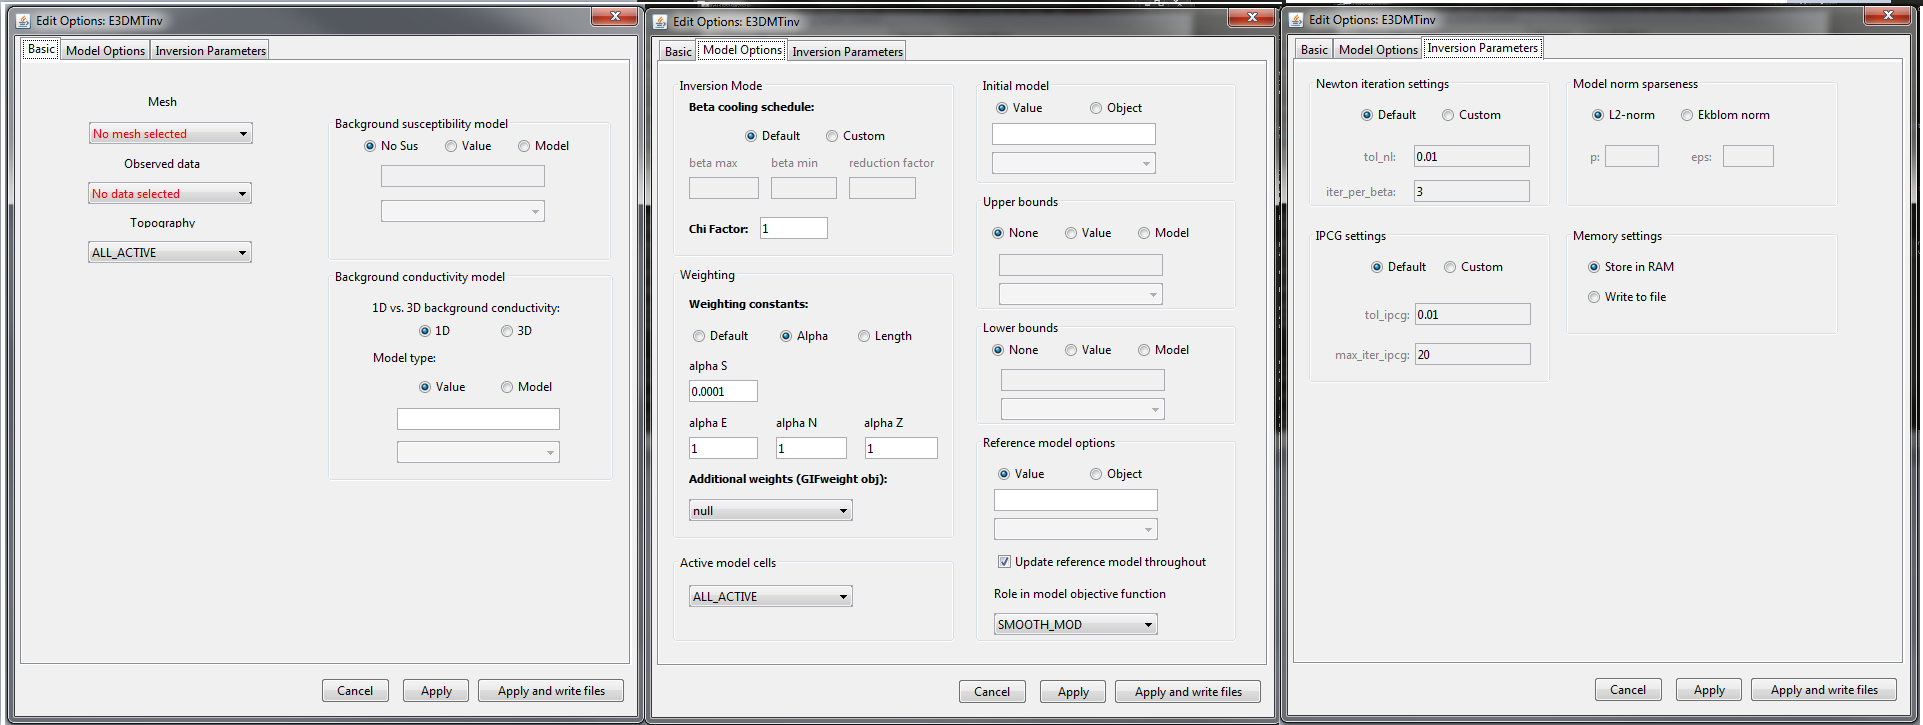 Edit Options: E3DMTinv
Basic Model Options Inversion Parameters
Mesh
No mesh selected
Observed data
No data selected
Topography
ALL_ACTIVE
Background susceptibility model
No Sus Value Model
Background conductivity model
1D vs. 3D background conductivity:
1D 3D
Model type:
Value Model
Cancel Apply Apply and write files
Edit Options: E3DMTinv
Basic Model Options Inversion Parameters
Inversion Mode
Beta cooling schedule:
Default Custom
beta max beta min reduction factor
Chi Factor: 1
Weighting
Weighting constants:
Default Alpha Length
alpha S
0.0001
alpha E alpha N alpha Z
1 1 1
Additional weights (GIFweight obj):
null
Active model cells
ALL_ACTIVE
Initial model
Value Object
Upper bounds
None Value Model
Lower bounds
None Value Model
Reference model options
Value Object
Update reference model throughout
Role in model objective function
SMOOTH_MOD
Cancel Apply Apply and write files
Edit Options: E3DMTinv
Basic Model Options Inversion Parameters
Newton iteration settings
Default Custom
tol_nl: 0.01
iter_per_beta: 3
IPCG settings
Default Custom
tol_ipcg: 0.01
max_iter_ipcg: 20
Model norm sparseness
L2-norm Ekblom norm
p: eps:
Memory settings
Store in RAM
Write to file
Cancel Apply Apply and write files